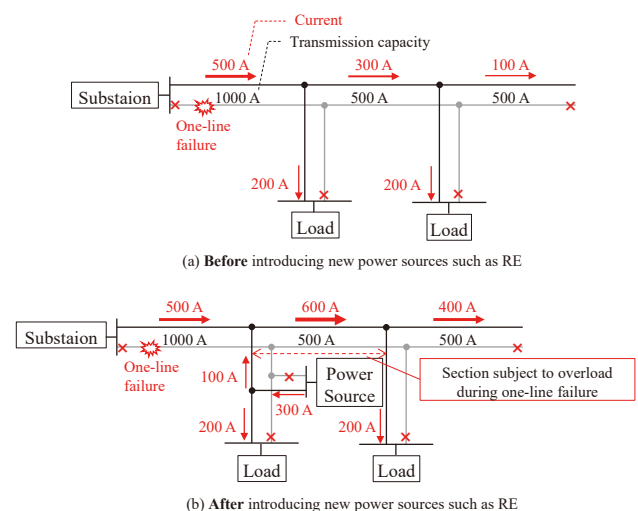 Current
Transmission capacity
500 A
300 A
100 A
Substaion
1000 A
500 A
500 A
One-line
failure
200 A
200 A
Load
Load
(a) Before introducing new power sources such as RE
500 A
600 A
400 A
Substaion
1000 A
500 A
500 A
One-line
failure
100 A
Power
Source
Section subject to overload
during one-line failure
300 A
200 A
200 A
Load
Load
(b) After introducing new power sources such as RE